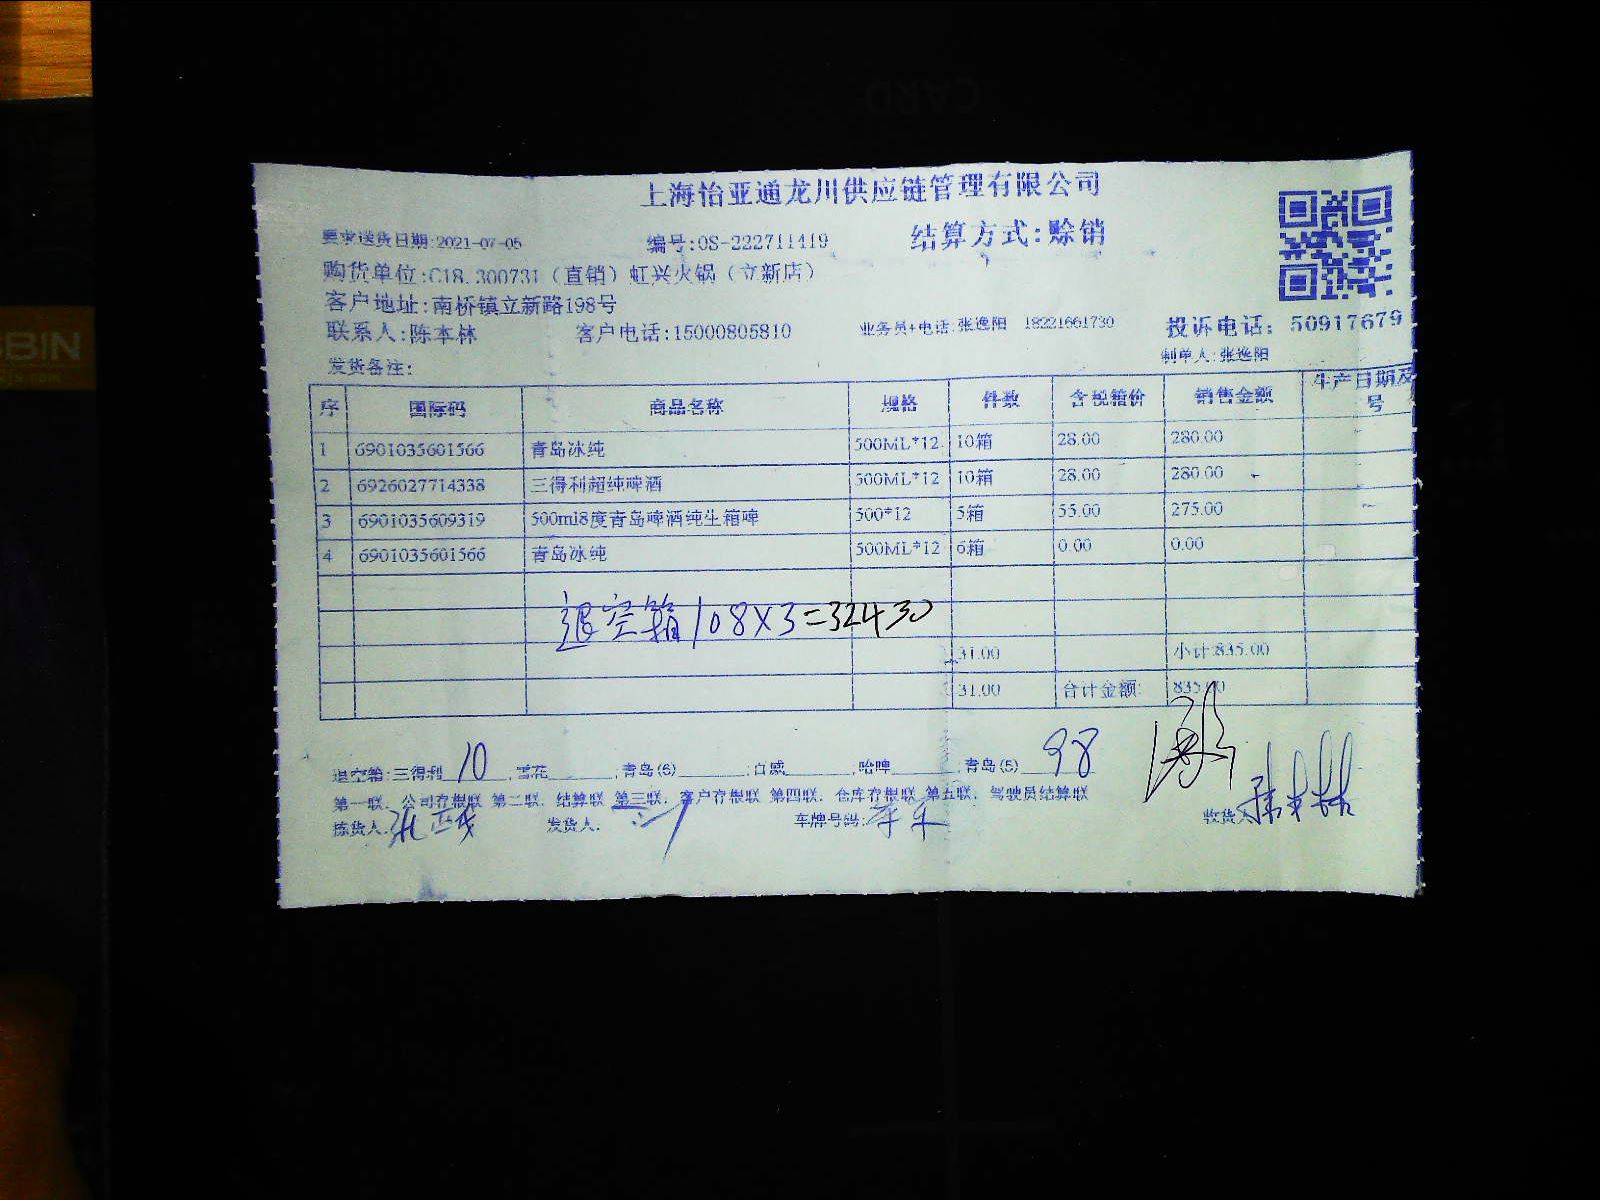 CARD
BIN
上海怡亚通龙川供应链管理有限公司
要求送货日期:2021-07-05 编号:OS-222711419 结算方式:赊销
购货单位:C18.300731（直销）虹兴火锅（立新店）
客户地址:南桥镇立新路198号
联系人:陈本林 客户电话:15000805810 业务员+电话:张逸阳 18221661730 投诉电话: 50917679
发货备注: 制单人:张逸阳
序 国际码 商品名称 规格 件数 含税箱价 销售金额 生产日期及
号
1 6901035601566 青岛冰纯 500ML*12 10箱 28.00 280.00
2 6926027714338 三得利超纯啤酒 500ML*12 10箱 28.00 280.00
3 6901035609319 500ml8度青岛啤酒纯生箱啤 500*12 5箱 55.00 275.00
4 6901035601566 青岛冰纯 500ML*12 6箱 0.00 0.00
退空箱108×3=32430
31.00 小计:835.00
31.00 合计金额: 835.00
退空箱:三得利 10 ,雪花 ,青岛(6) ,百威 ,哈啤 ,青岛(5) 98
第一联、公司存根联 第二联、结算联 第三联、客户存根联 第四联、仓库存根联 第五联、驾驶员结算联
拣货人: 发货人: 车牌号码: 收货人